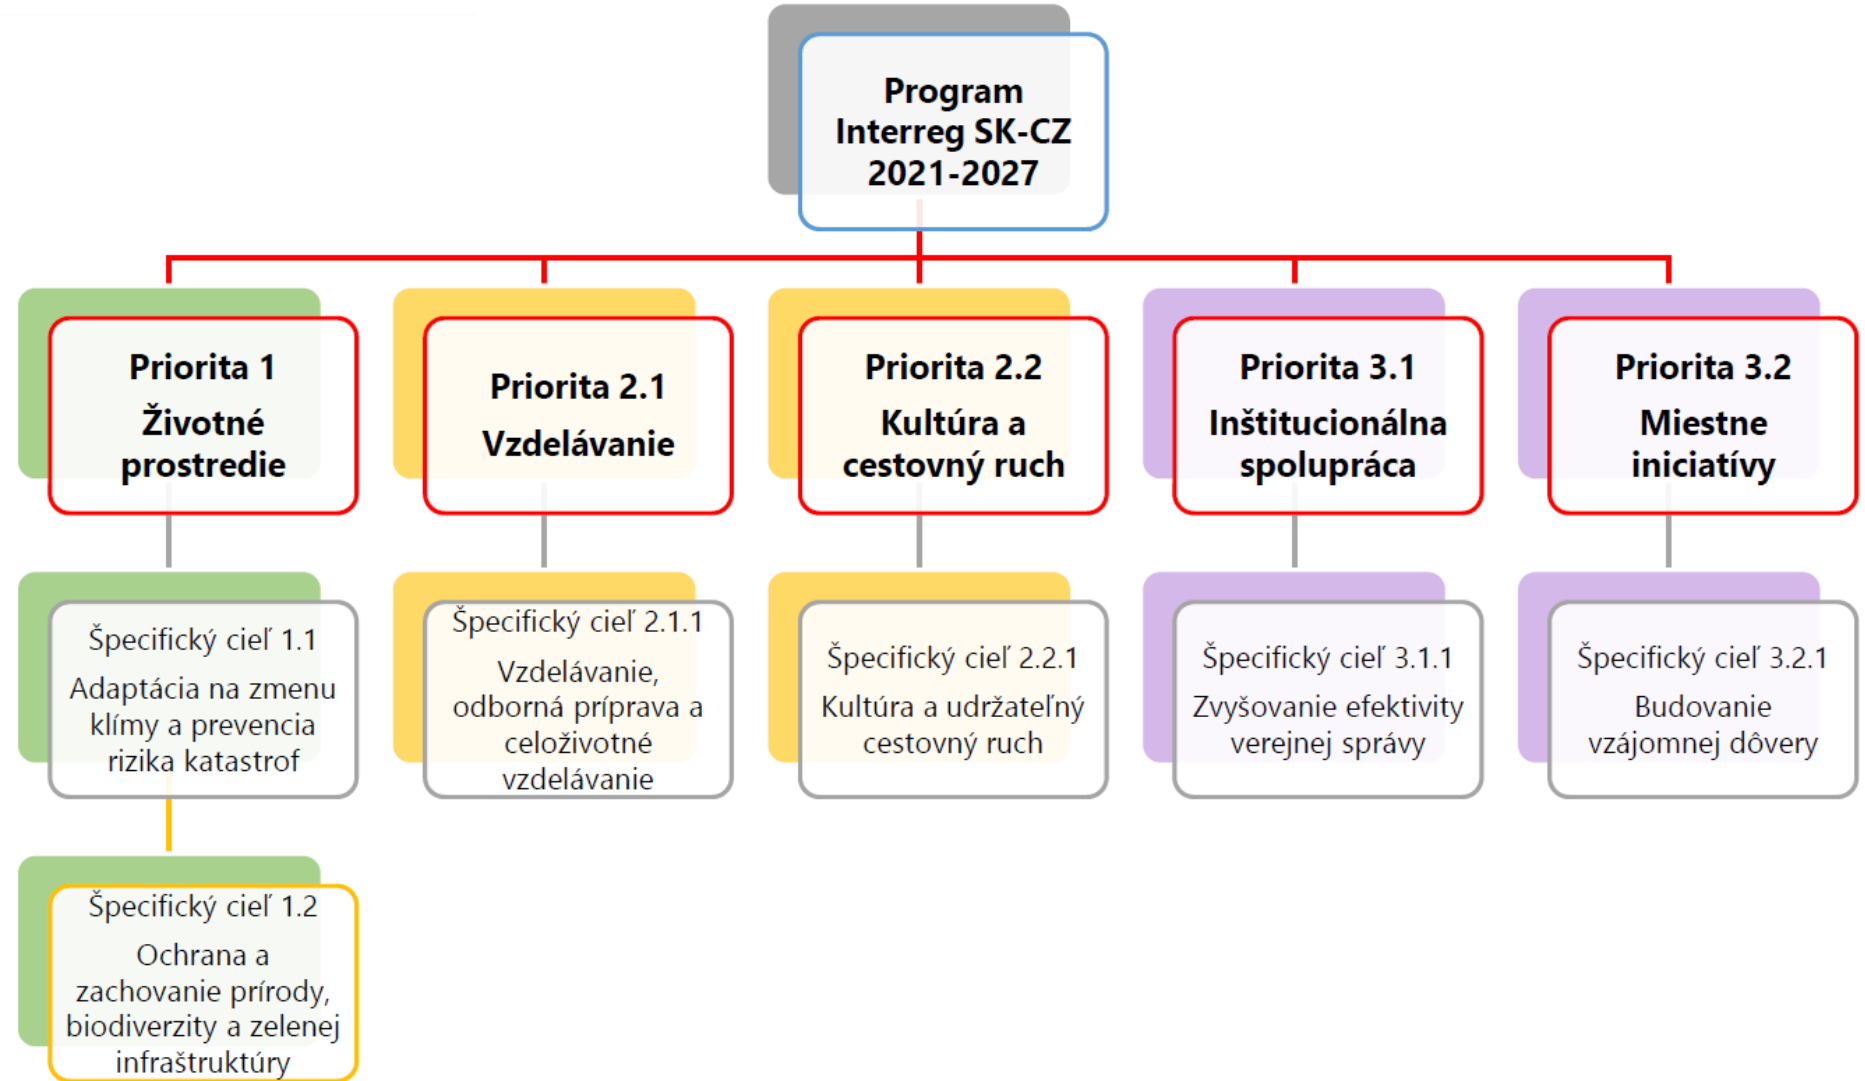 Program
Interreg SK-CZ
2021-2027
Priorita 1
Životné
prostredie
Priorita 2.1
Vzdelávanie
Priorita 2.2
Kultúra a
cestovný ruch
Priorita 3.1
Inštitucionálna
spolupráca
Priorita 3.2
Miestne
iniciatívy
Špecifický cieľ 1.1
Adaptácia na zmenu
klímy a prevencia
rizika katastrof
Špecifický cieľ 2.1.1
Vzdelávanie,
odborná príprava a
celoživotné
vzdelávanie
Špecifický cieľ 2.2.1
Kultúra a udržateľný
cestovný ruch
Špecifický cieľ 3.1.1
Zvyšovanie efektivity
verejnej správy
Špecifický cieľ 3.2.1
Budovanie
vzájomnej dôvery
Špecifický cieľ 1.2
Ochrana a
zachovanie prírody,
biodiverzity a zelenej
infraštruktúry